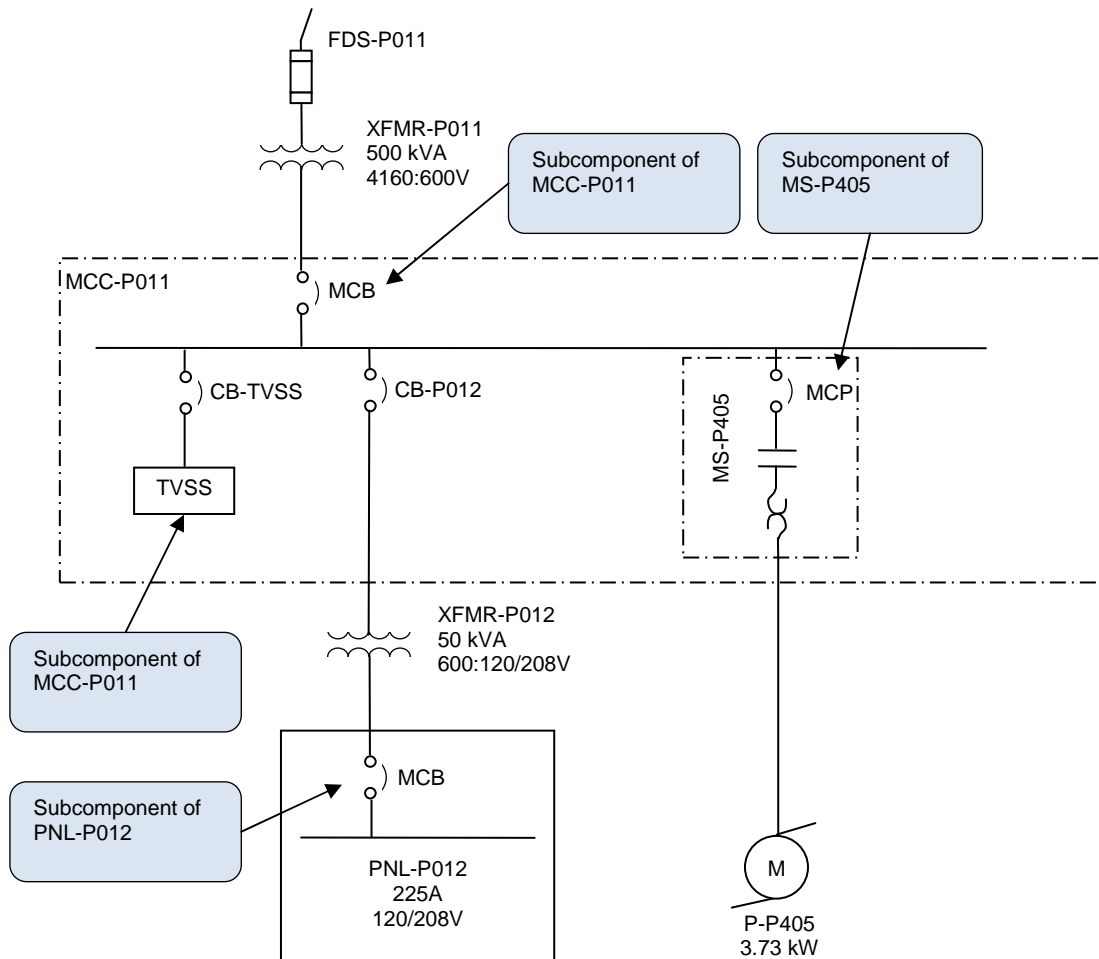 FDS-P011
XFMR-P011
500 kVA
4160:600V
Subcomponent of
MCC-P011
Subcomponent of
MS-P405
MCC-P011
MCB
CB-TVSS
CB-P012
MCP
MS-P405
TVSS
XFMR-P012
50 kVA
600:120/208V
Subcomponent of
MCC-P011
MCB
Subcomponent of
PNL-P012
PNL-P012
225A
120/208V
M
P-P405
3.73 kW